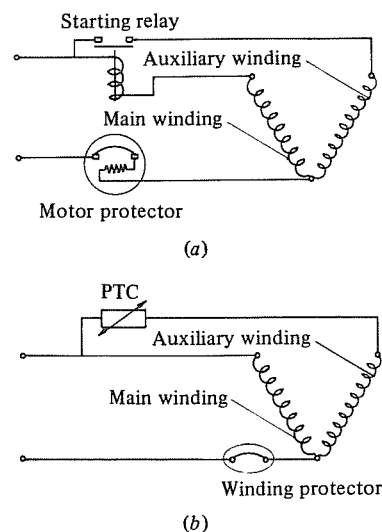 Starting relay
Auxiliary winding
Main winding
Motor protector
(a)
PTC
Auxiliary winding
Main winding
Winding protector
(b)